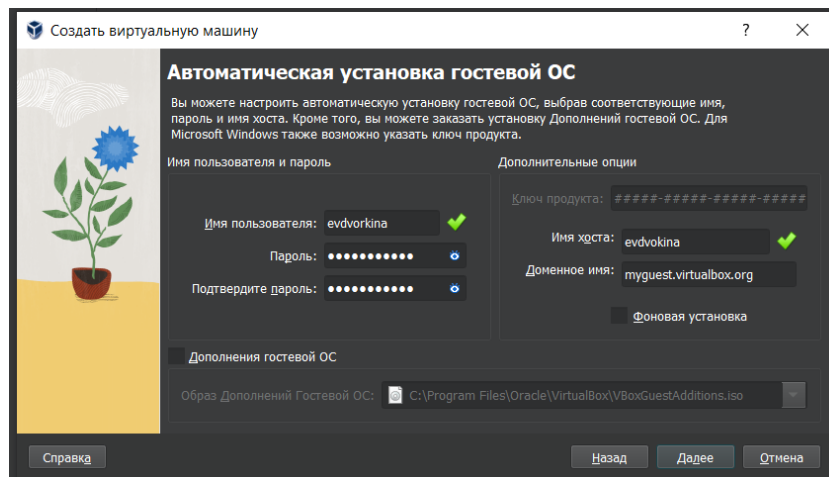 Создать виртуальную машину
?
Автоматическая установка гостевой ОС
Вы можете настроить автоматическую установку гостевой ОС, выбрав соответствующие имя,
пароль и имя хоста. Кроме того, вы можете заказать установку Дополнений гостевой ОС. Для
Microsoft Windows также возможно указать ключ продукта.
Имя пользователя и пароль
Имя пользователя: evdvorkina
Пароль: ●●●●●●●●●●●
Подтвердите пароль: ●●●●●●●●●●●
Дополнительные опции
Ключ продукта: #####-#####-#####-#####
Имя хоста: evdvokina
Доменное имя: myguest.virtualbox.org
Фоновая установка
Дополнения гостевой ОС
Образ Дополнений Гостевой ОС: C:\Program Files\Oracle\VirtualBox\VBoxGuestAdditions.iso
Справка
Назад
Далее
Отмена